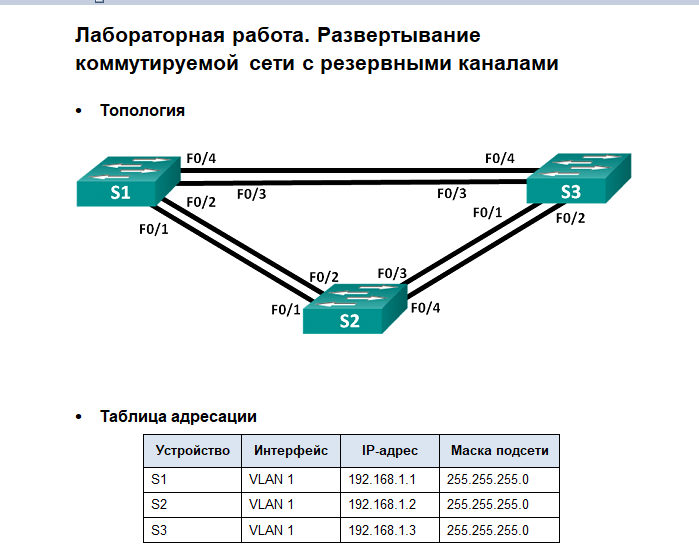 Лабораторная работа. Развертывание
коммутируемой сети с резервными каналами
• Топология
F0/4 F0/4
S1 F0/3 F0/3 S3
F0/2 F0/1 F0/2
F0/1
F0/2 F0/3
F0/1 F0/4
S2
• Таблица адресации
Устройство Интерфейс IP-адрес Маска подсети
S1 VLAN 1 192.168.1.1 255.255.255.0
S2 VLAN 1 192.168.1.2 255.255.255.0
S3 VLAN 1 192.168.1.3 255.255.255.0